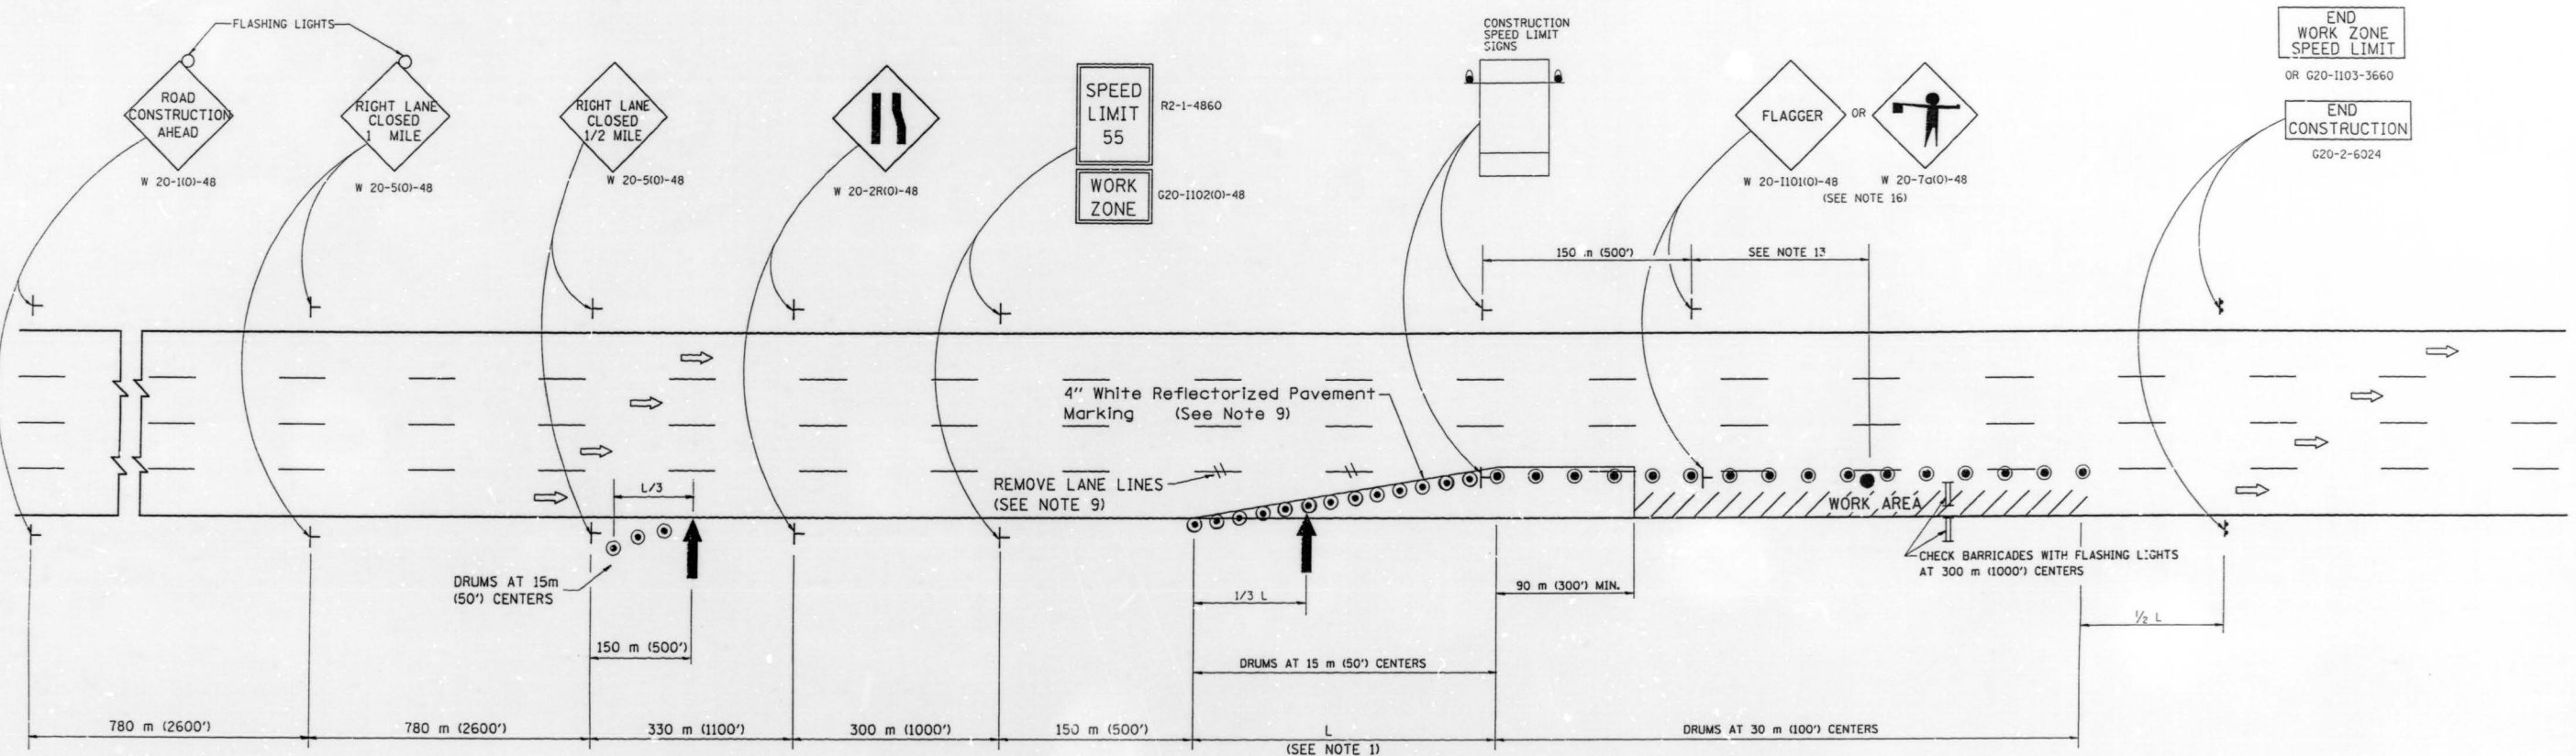 FLASHING LIGHTS
ROAD
CONSTRUCTION
AHEAD
W 20-1(0)-48
RIGHT LANE
CLOSED
1 MILE
W 20-5(0)-48
RIGHT LANE
CLOSED
1/2 MILE
W 20-5(0)-48
W 20-2R(0)-48
SPEED
LIMIT
55
R2-1-4860
WORK
ZONE
G20-I102(0)-48
CONSTRUCTION
SPEED LIMIT
SIGNS
FLAGGER
OR
W 20-I101(0)-48
W 20-7a(0)-48
(SEE NOTE 16)
END
WORK ZONE
SPEED LIMIT
OR G20-I103-3660
END
CONSTRUCTION
G20-2-6024
150 m (500')
SEE NOTE 13
4" White Reflectorized Pavement
Marking (See Note 9)
REMOVE LANE LINES
(SEE NOTE 9)
L/3
WORK AREA
DRUMS AT 15m
(50') CENTERS
CHECK BARRICADES WITH FLASHING LIGHTS
AT 300 m (1000') CENTERS
1/3 L
90 m (300') MIN.
½ L
150 m (500')
DRUMS AT 15 m (50') CENTERS
780 m (2600')
780 m (2600')
330 m (1100')
300 m (1000')
150 m (500')
L
(SEE NOTE 1)
DRUMS AT 30 m (100') CENTERS